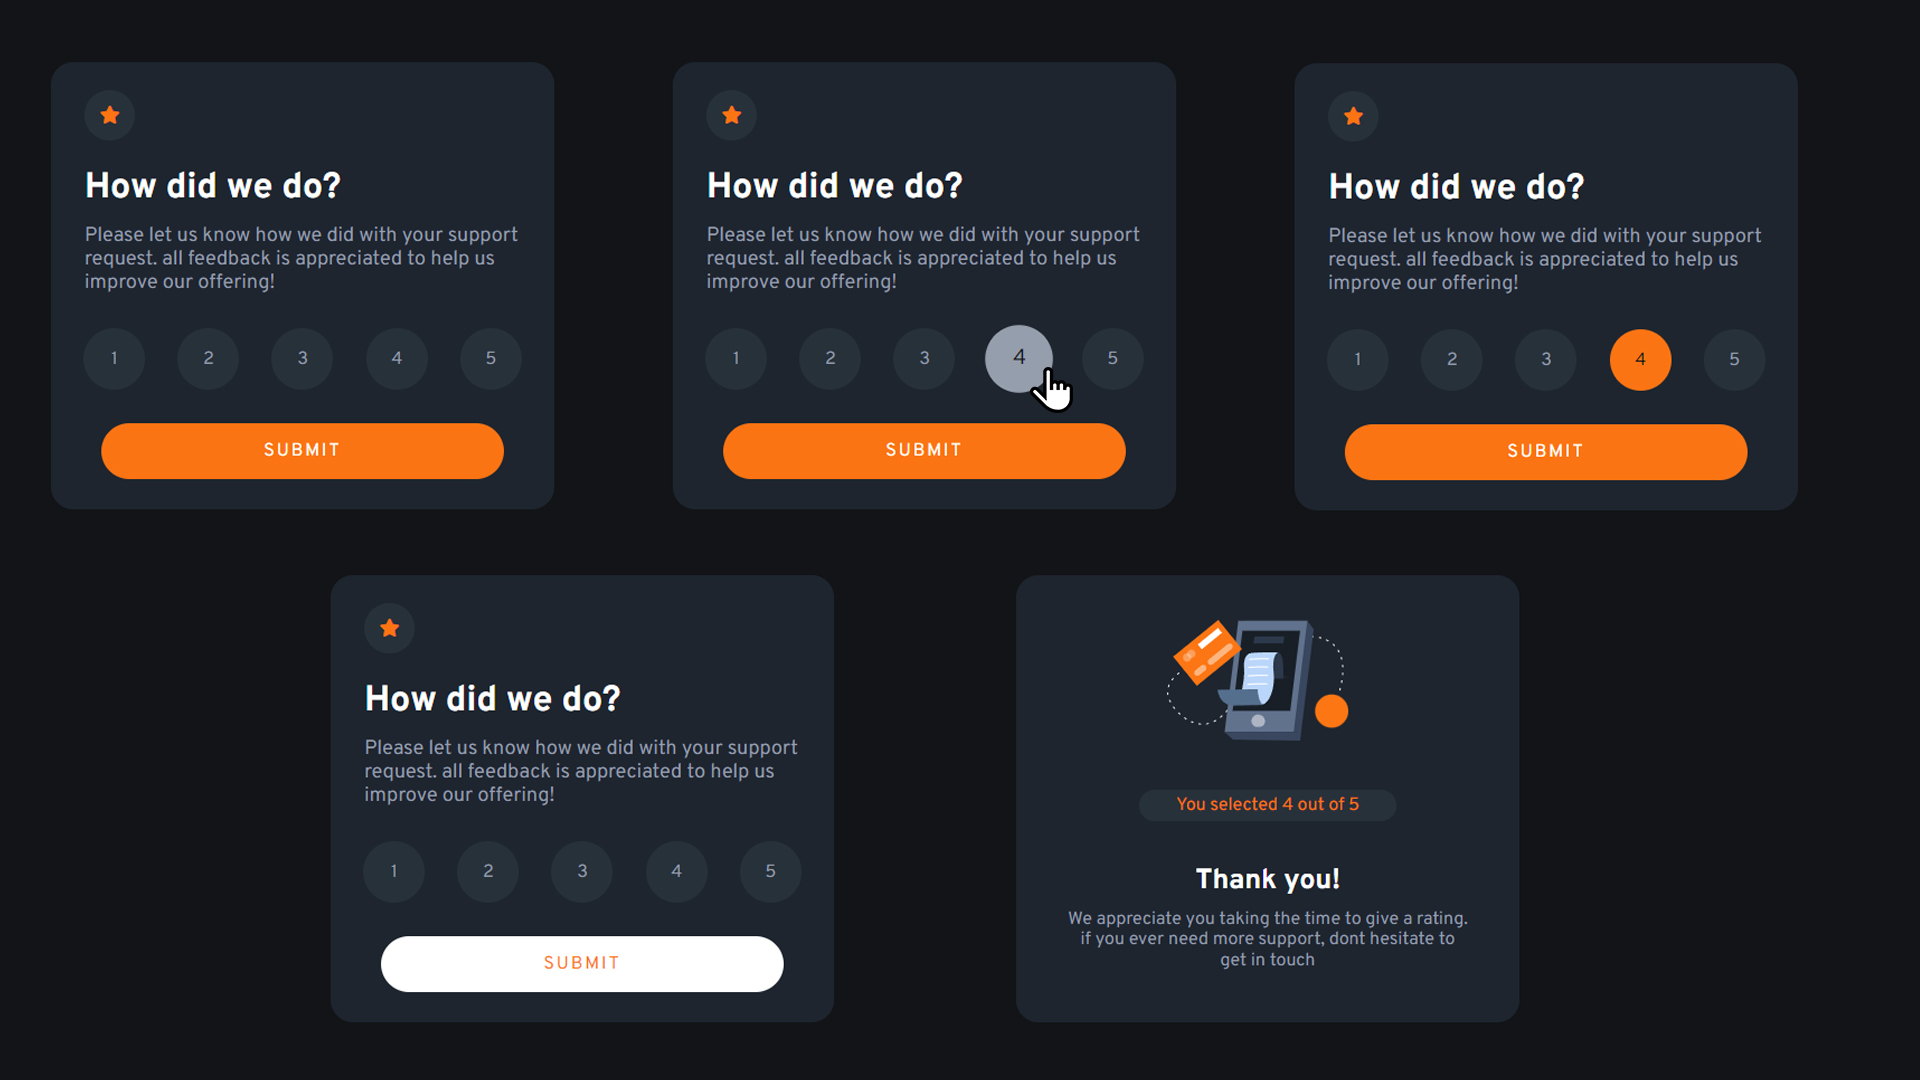 How did we do?
Please let us know how we did with your support
request. all feedback is appreciated to help us
improve our offering!
1 2 3 4 5
SUBMIT
How did we do?
Please let us know how we did with your support
request. all feedback is appreciated to help us
improve our offering!
1 2 3 4 5
SUBMIT
How did we do?
Please let us know how we did with your support
request. all feedback is appreciated to help us
improve our offering!
1 2 3 4 5
SUBMIT
How did we do?
Please let us know how we did with your support
request. all feedback is appreciated to help us
improve our offering!
1 2 3 4 5
SUBMIT
You selected 4 out of 5
Thank you!
We appreciate you taking the time to give a rating.
if you ever need more support, dont hesitate to
get in touch